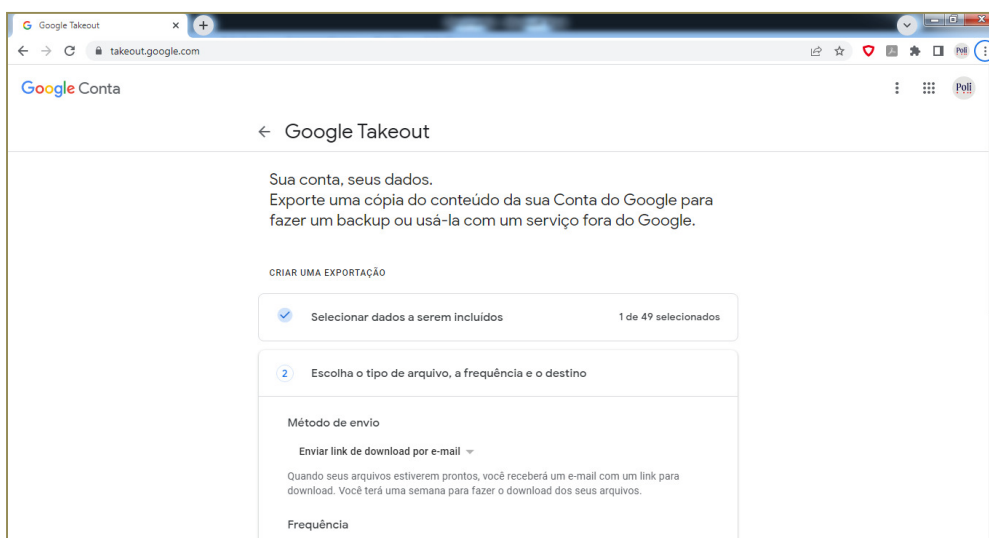 Google Takeout
takeout.google.com
Poli
Google Conta
Poli
Google Takeout
Sua conta, seus dados.
Exporte uma cópia do conteúdo da sua Conta do Google para
fazer um backup ou usá-la com um serviço fora do Google.
CRIAR UMA EXPORTAÇÃO
Selecionar dados a serem incluídos 1 de 49 selecionados
2 Escolha o tipo de arquivo, a frequência e o destino
Método de envio
Enviar link de download por e-mail
Quando seus arquivos estiverem prontos, você receberá um e-mail com um link para
download. Você terá uma semana para fazer o download dos seus arquivos.
Frequência